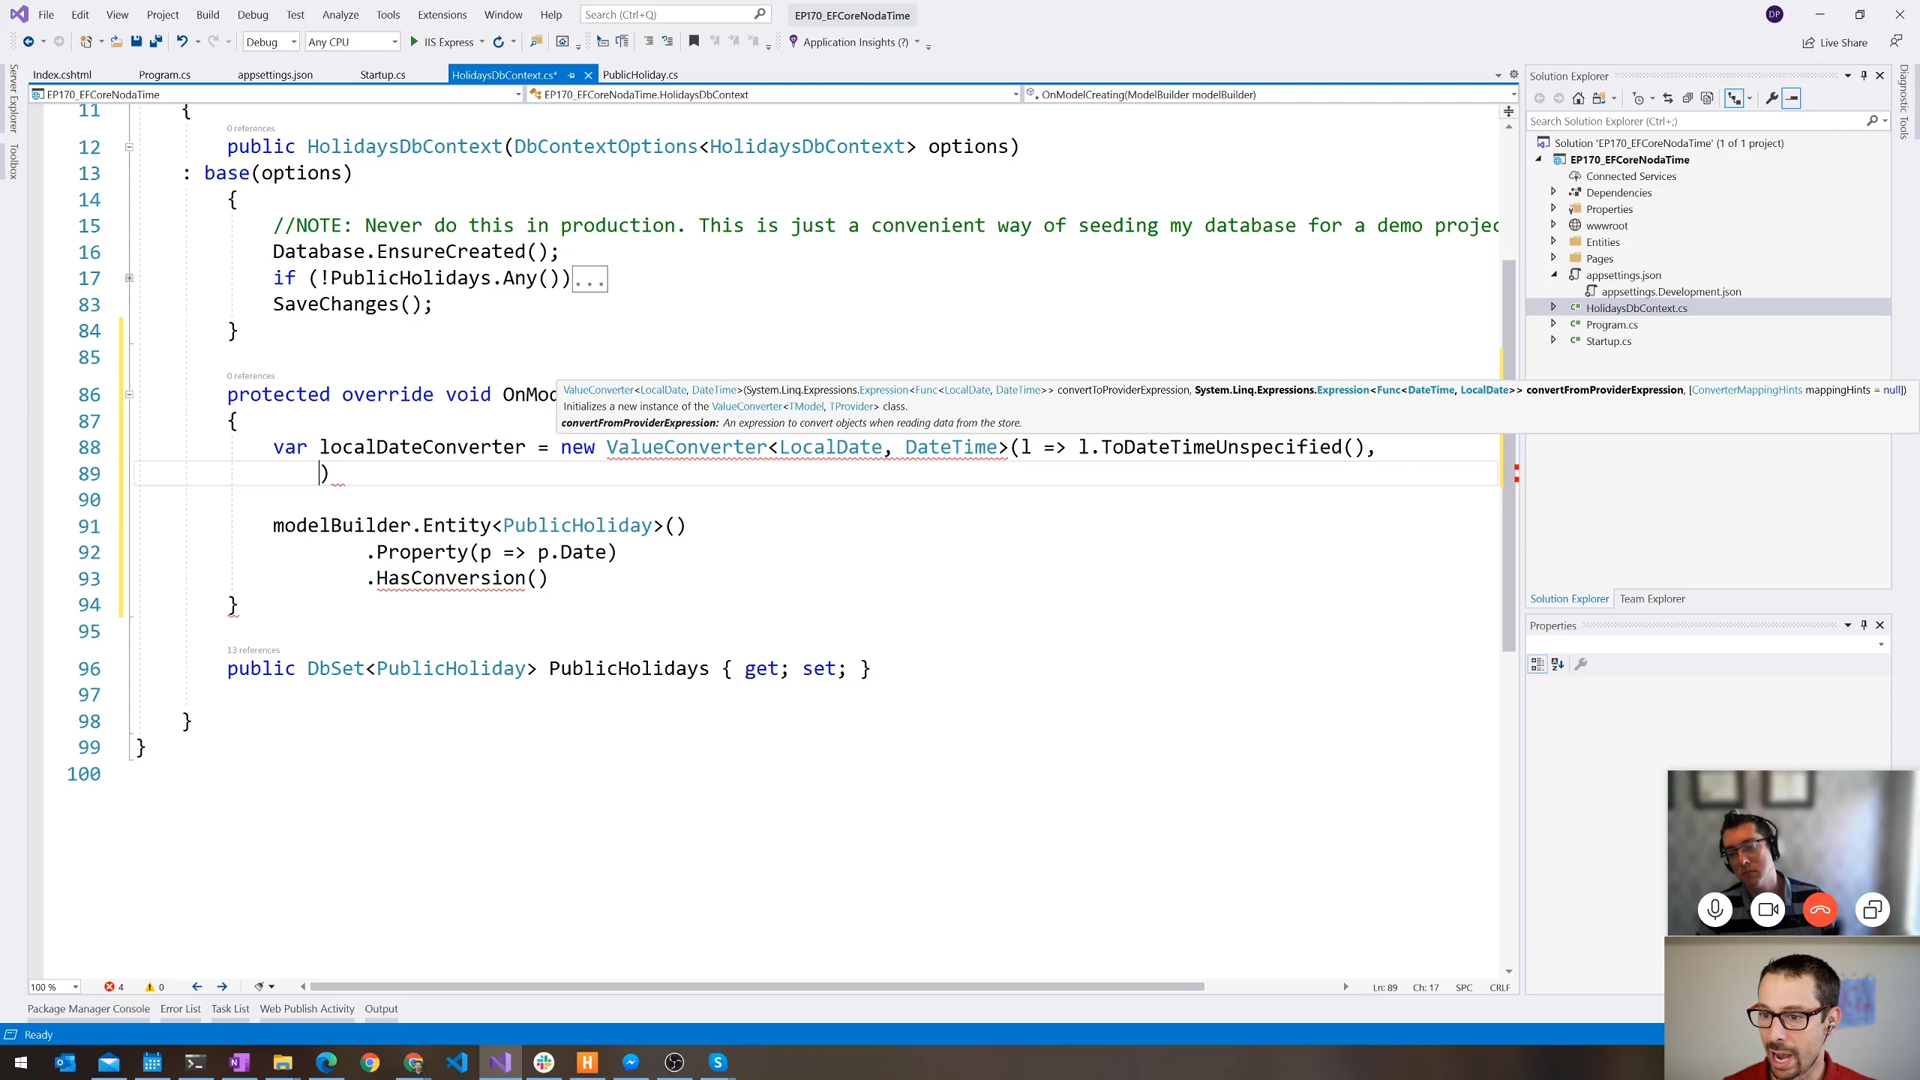 File Edit View Project Build Debug Test Analyze Tools Extensions Window Help Search (Ctrl+Q) EP170_EFCoreNodaTime DP
Debug Any CPU IIS Express Application Insights (?) Live Share
Index.cshtml Program.cs appsettings.json Startup.cs HolidaysDbContext.cs* PublicHoliday.cs
EP170_EFCoreNodaTime EP170_EFCoreNodaTime.HolidaysDbContext OnModelCreating(ModelBuilder modelBuilder)
Server Explorer
Toolbox
11 {
0 references
12 public HolidaysDbContext(DbContextOptions<HolidaysDbContext> options)
13 : base(options)
14 {
15 //NOTE: Never do this in production. This is just a convenient way of seeding my database for a demo projec
16 Database.EnsureCreated();
17 if (!PublicHolidays.Any())...
83 SaveChanges();
84 }
85
0 references
86 protected override void OnMod
ValueConverter<LocalDate, DateTime>(System.Linq.Expressions.Expression<Func<LocalDate, DateTime>> convertToProviderExpression, System.Linq.Expressions.Expression<Func<DateTime, LocalDate>> convertFromProviderExpression, [ConverterMappingHints mappingHints = null])
Initializes a new instance of the ValueConverter<TModel, TProvider> class.
convertFromProviderExpression: An expression to convert objects when reading data from the store.
87 {
88 var localDateConverter = new ValueConverter<LocalDate, DateTime>(l => l.ToDateTimeUnspecified(),
89 )
90
91 modelBuilder.Entity<PublicHoliday>()
92 .Property(p => p.Date)
93 .HasConversion()
94 }
95
13 references
96 public DbSet<PublicHoliday> PublicHolidays { get; set; }
97
98 }
99 }
100
100 % 4 0 Ln: 89 Ch: 17 SPC CRLF
Package Manager Console Error List Task List Web Publish Activity Output
Ready
Solution Explorer
Search Solution Explorer (Ctrl+;)
Solution 'EP170_EFCoreNodaTime' (1 of 1 project)
EP170_EFCoreNodaTime
Connected Services
Dependencies
Properties
wwwroot
Entities
Pages
appsettings.json
appsettings.Development.json
HolidaysDbContext.cs
Program.cs
Startup.cs
Solution Explorer Team Explorer
Properties
Diagnostic Tools